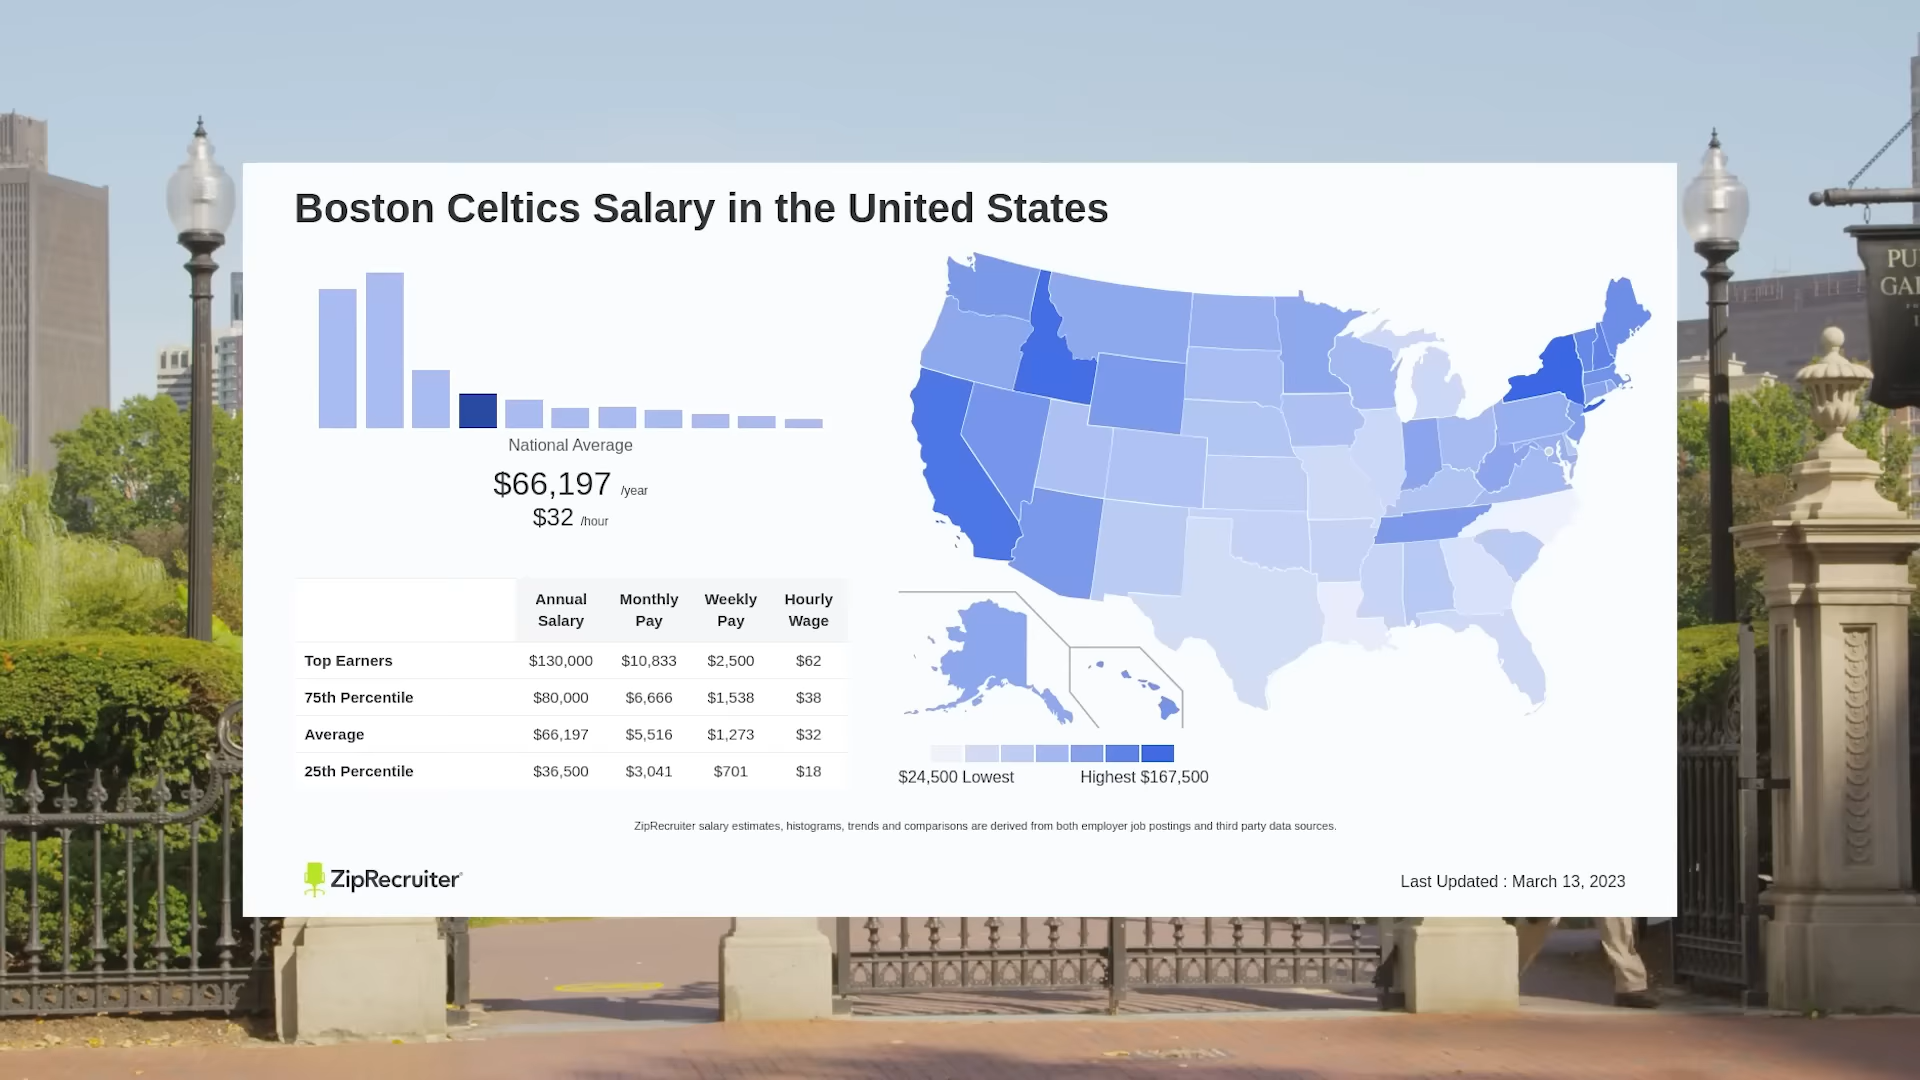 Boston Celtics Salary in the United States
National Average
$66,197 /year
$32 /hour
Annual Salary Monthly Pay Weekly Pay Hourly Wage
Top Earners $130,000 $10,833 $2,500 $62
75th Percentile $80,000 $6,666 $1,538 $38
Average $66,197 $5,516 $1,273 $32
25th Percentile $36,500 $3,041 $701 $18
$24,500 Lowest Highest $167,500
ZipRecruiter salary estimates, histograms, trends and comparisons are derived from both employer job postings and third party data sources.
ZipRecruiter
Last Updated : March 13, 2023